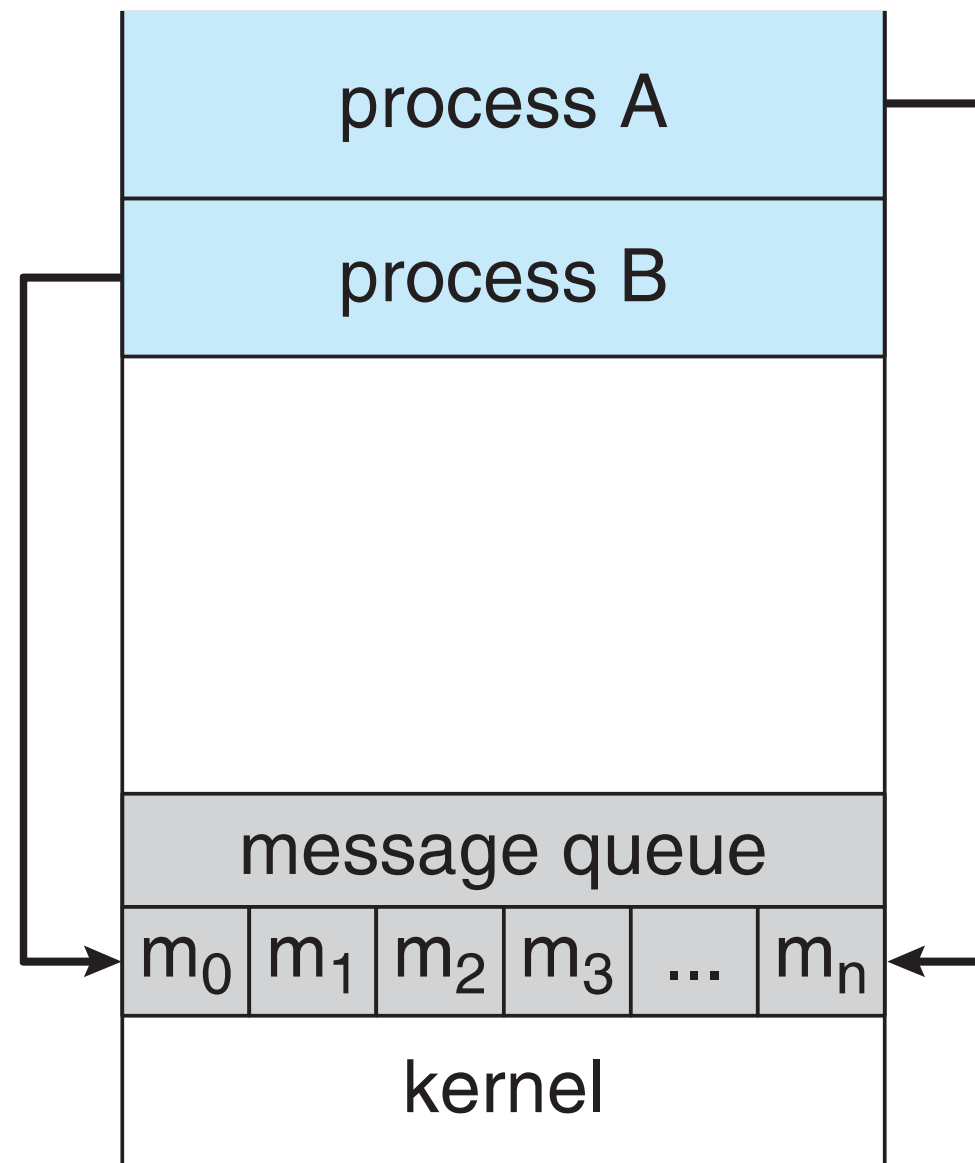 process A
process B
message queue
m₀ m₁ m₂ m₃ ... mₙ
kernel